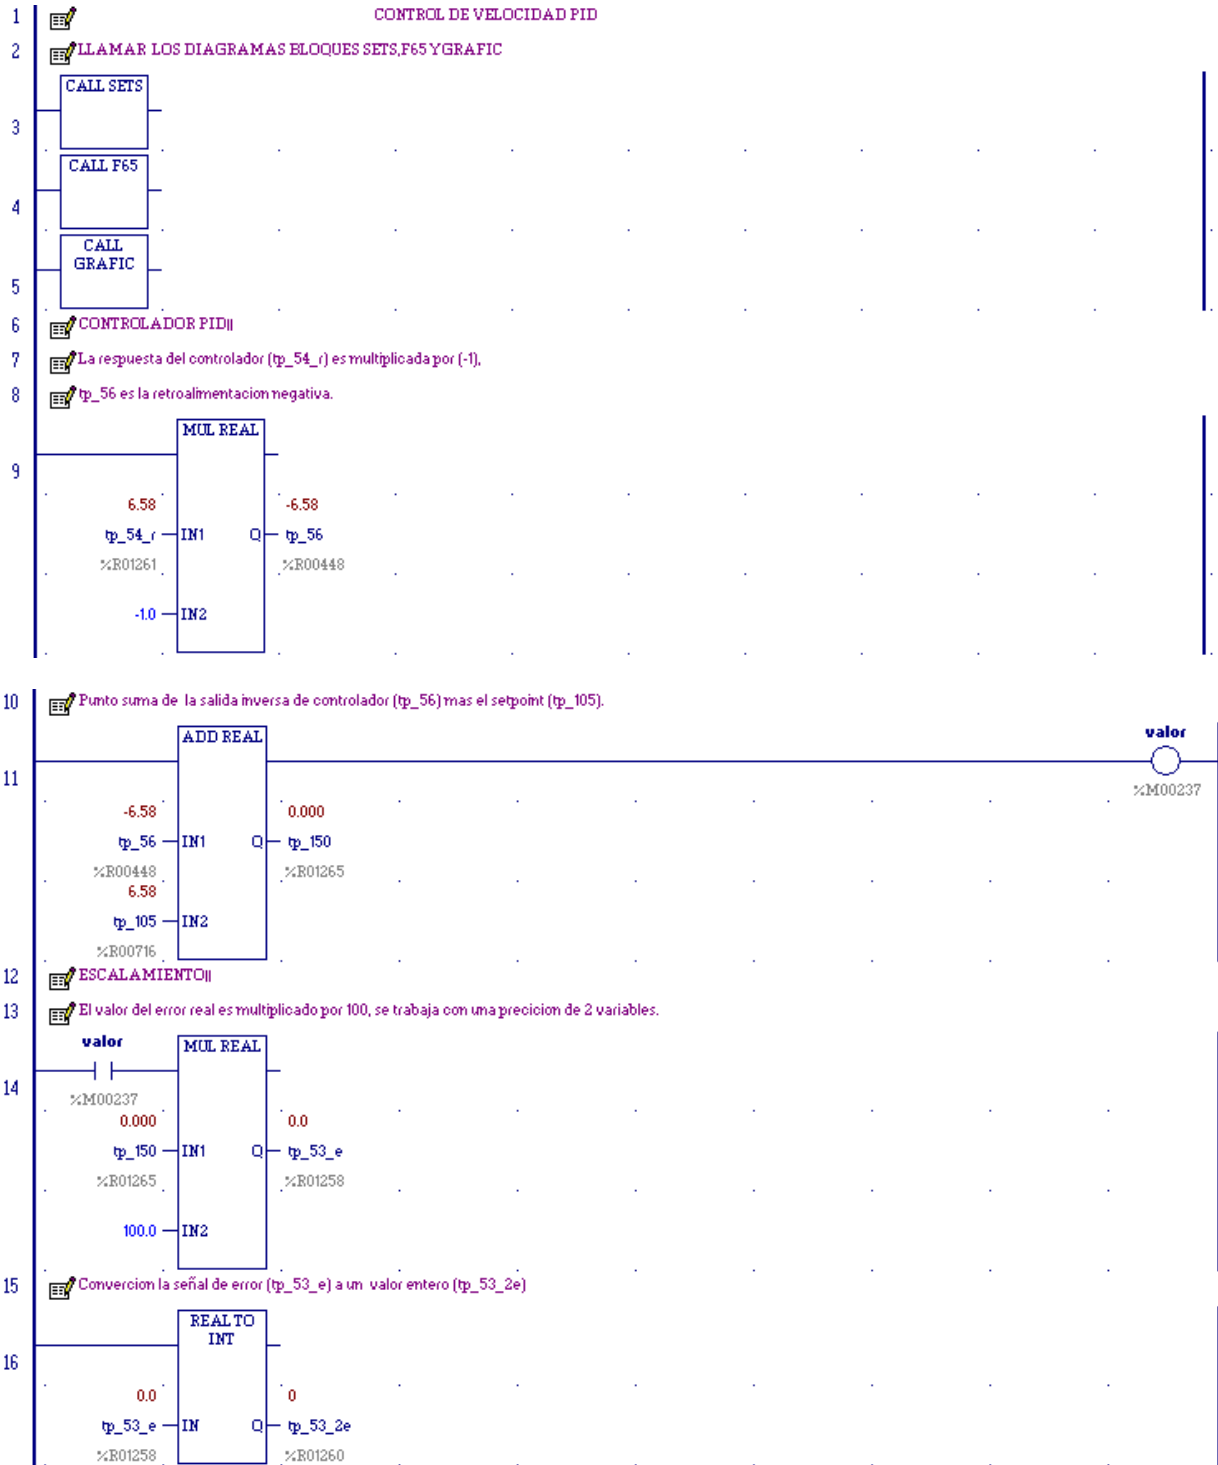 1 CONTROL DE VELOCIDAD PID
2 LLAMAR LOS DIAGRAMAS BLOQUES SETS,F65 Y GRAFIC
CALL SETS
3
CALL F65
4
CALL
GRAFIC
5
6 CONTROLADOR PID||
7 La respuesta del controlador (tp_54_r) es multiplicada por (-1),
8 tp_56 es la retroalimentacion negativa.
MUL REAL
9
6.58 -6.58
tp_54_r IN1 Q tp_56
%R01261 %R00448
-1.0 IN2
10 Punto suma de la salida inversa de controlador (tp_56) mas el setpoint (tp_105).
ADD REAL valor
11
%M00237
-6.58 0.000
tp_56 IN1 Q tp_150
%R00448 %R01265
6.58
tp_105 IN2
%R00716
12 ESCALAMIENTO||
13 El valor del error real es multiplicado por 100, se trabaja con una precicion de 2 variables.
valor MUL REAL
14
%M00237
0.000 0.0
tp_150 IN1 Q tp_53_e
%R01265 %R01258
100.0 IN2
15 Convercion la señal de error (tp_53_e) a un valor entero (tp_53_2e)
REAL TO
INT
16
0.0 0
tp_53_e IN Q tp_53_2e
%R01258 %R01260